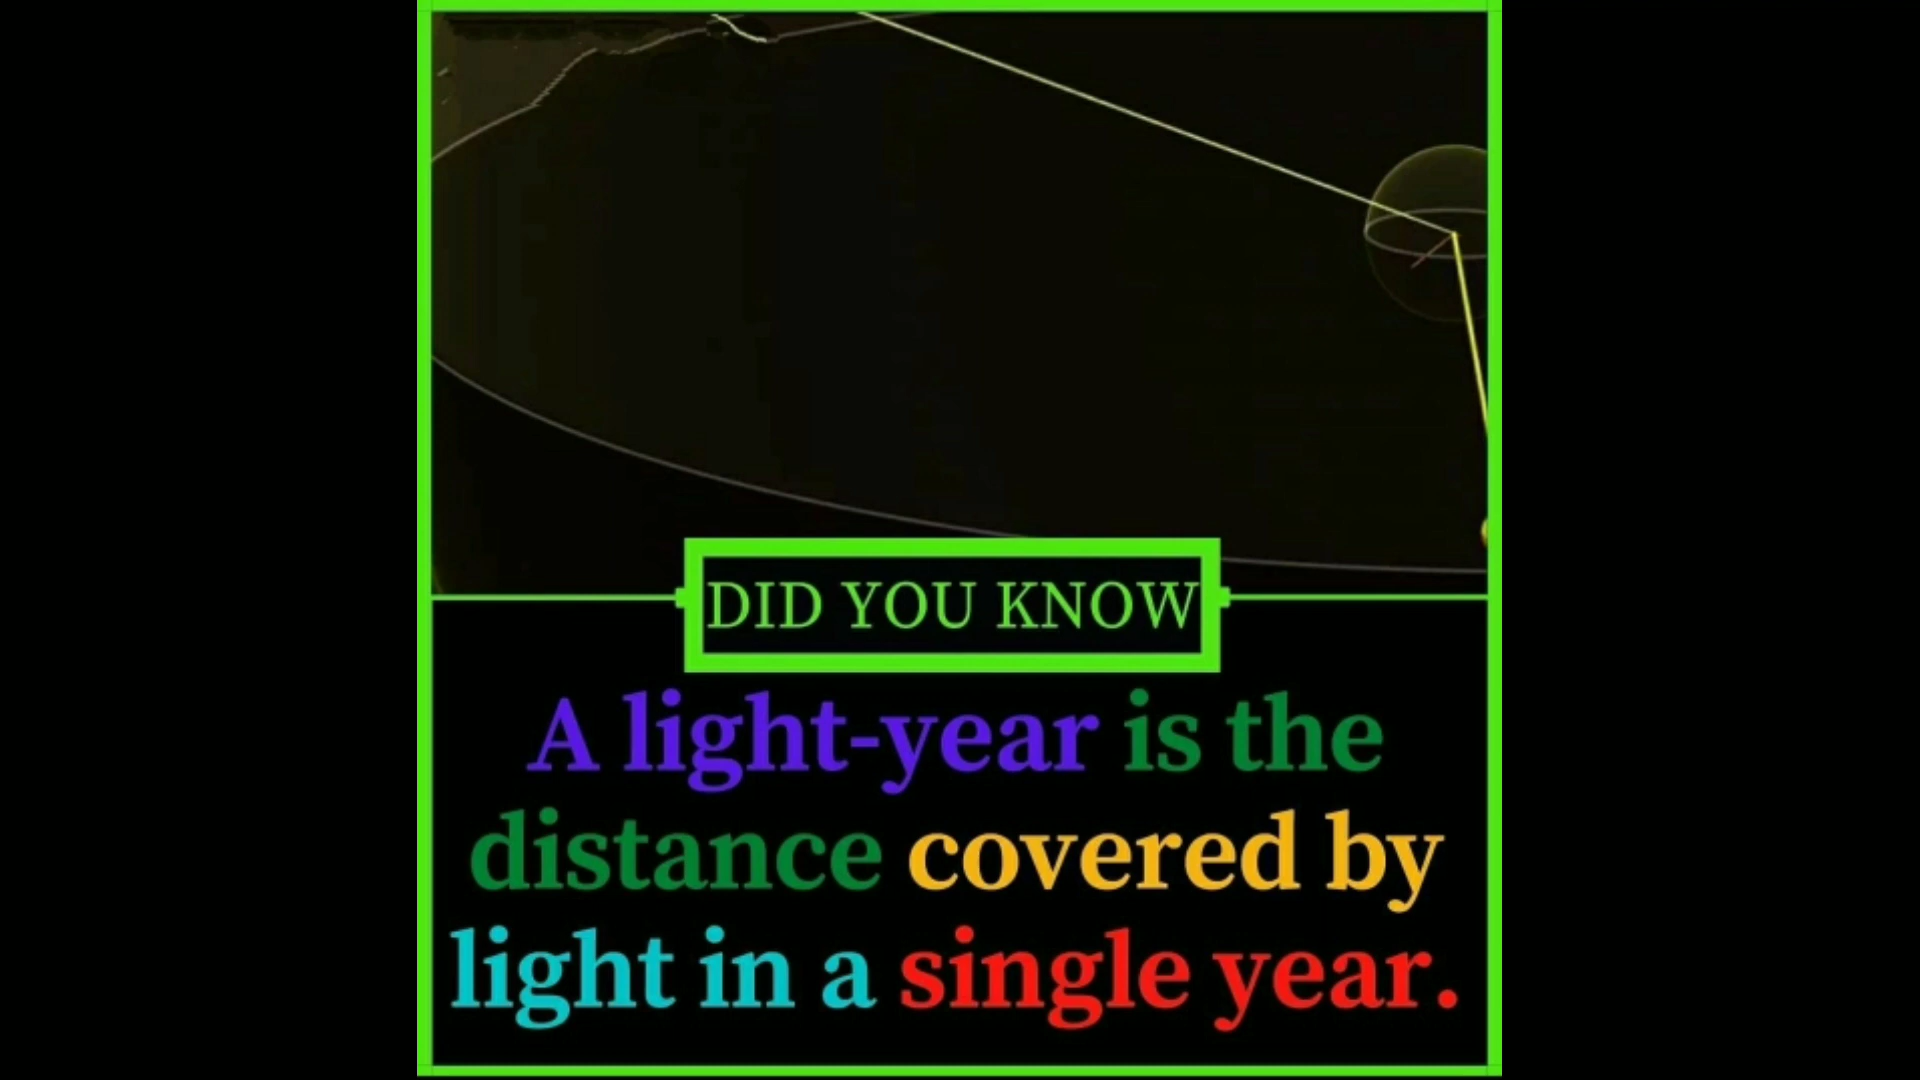 DID YOU KNOW
A light-year is the
distance covered by
light in a single year.